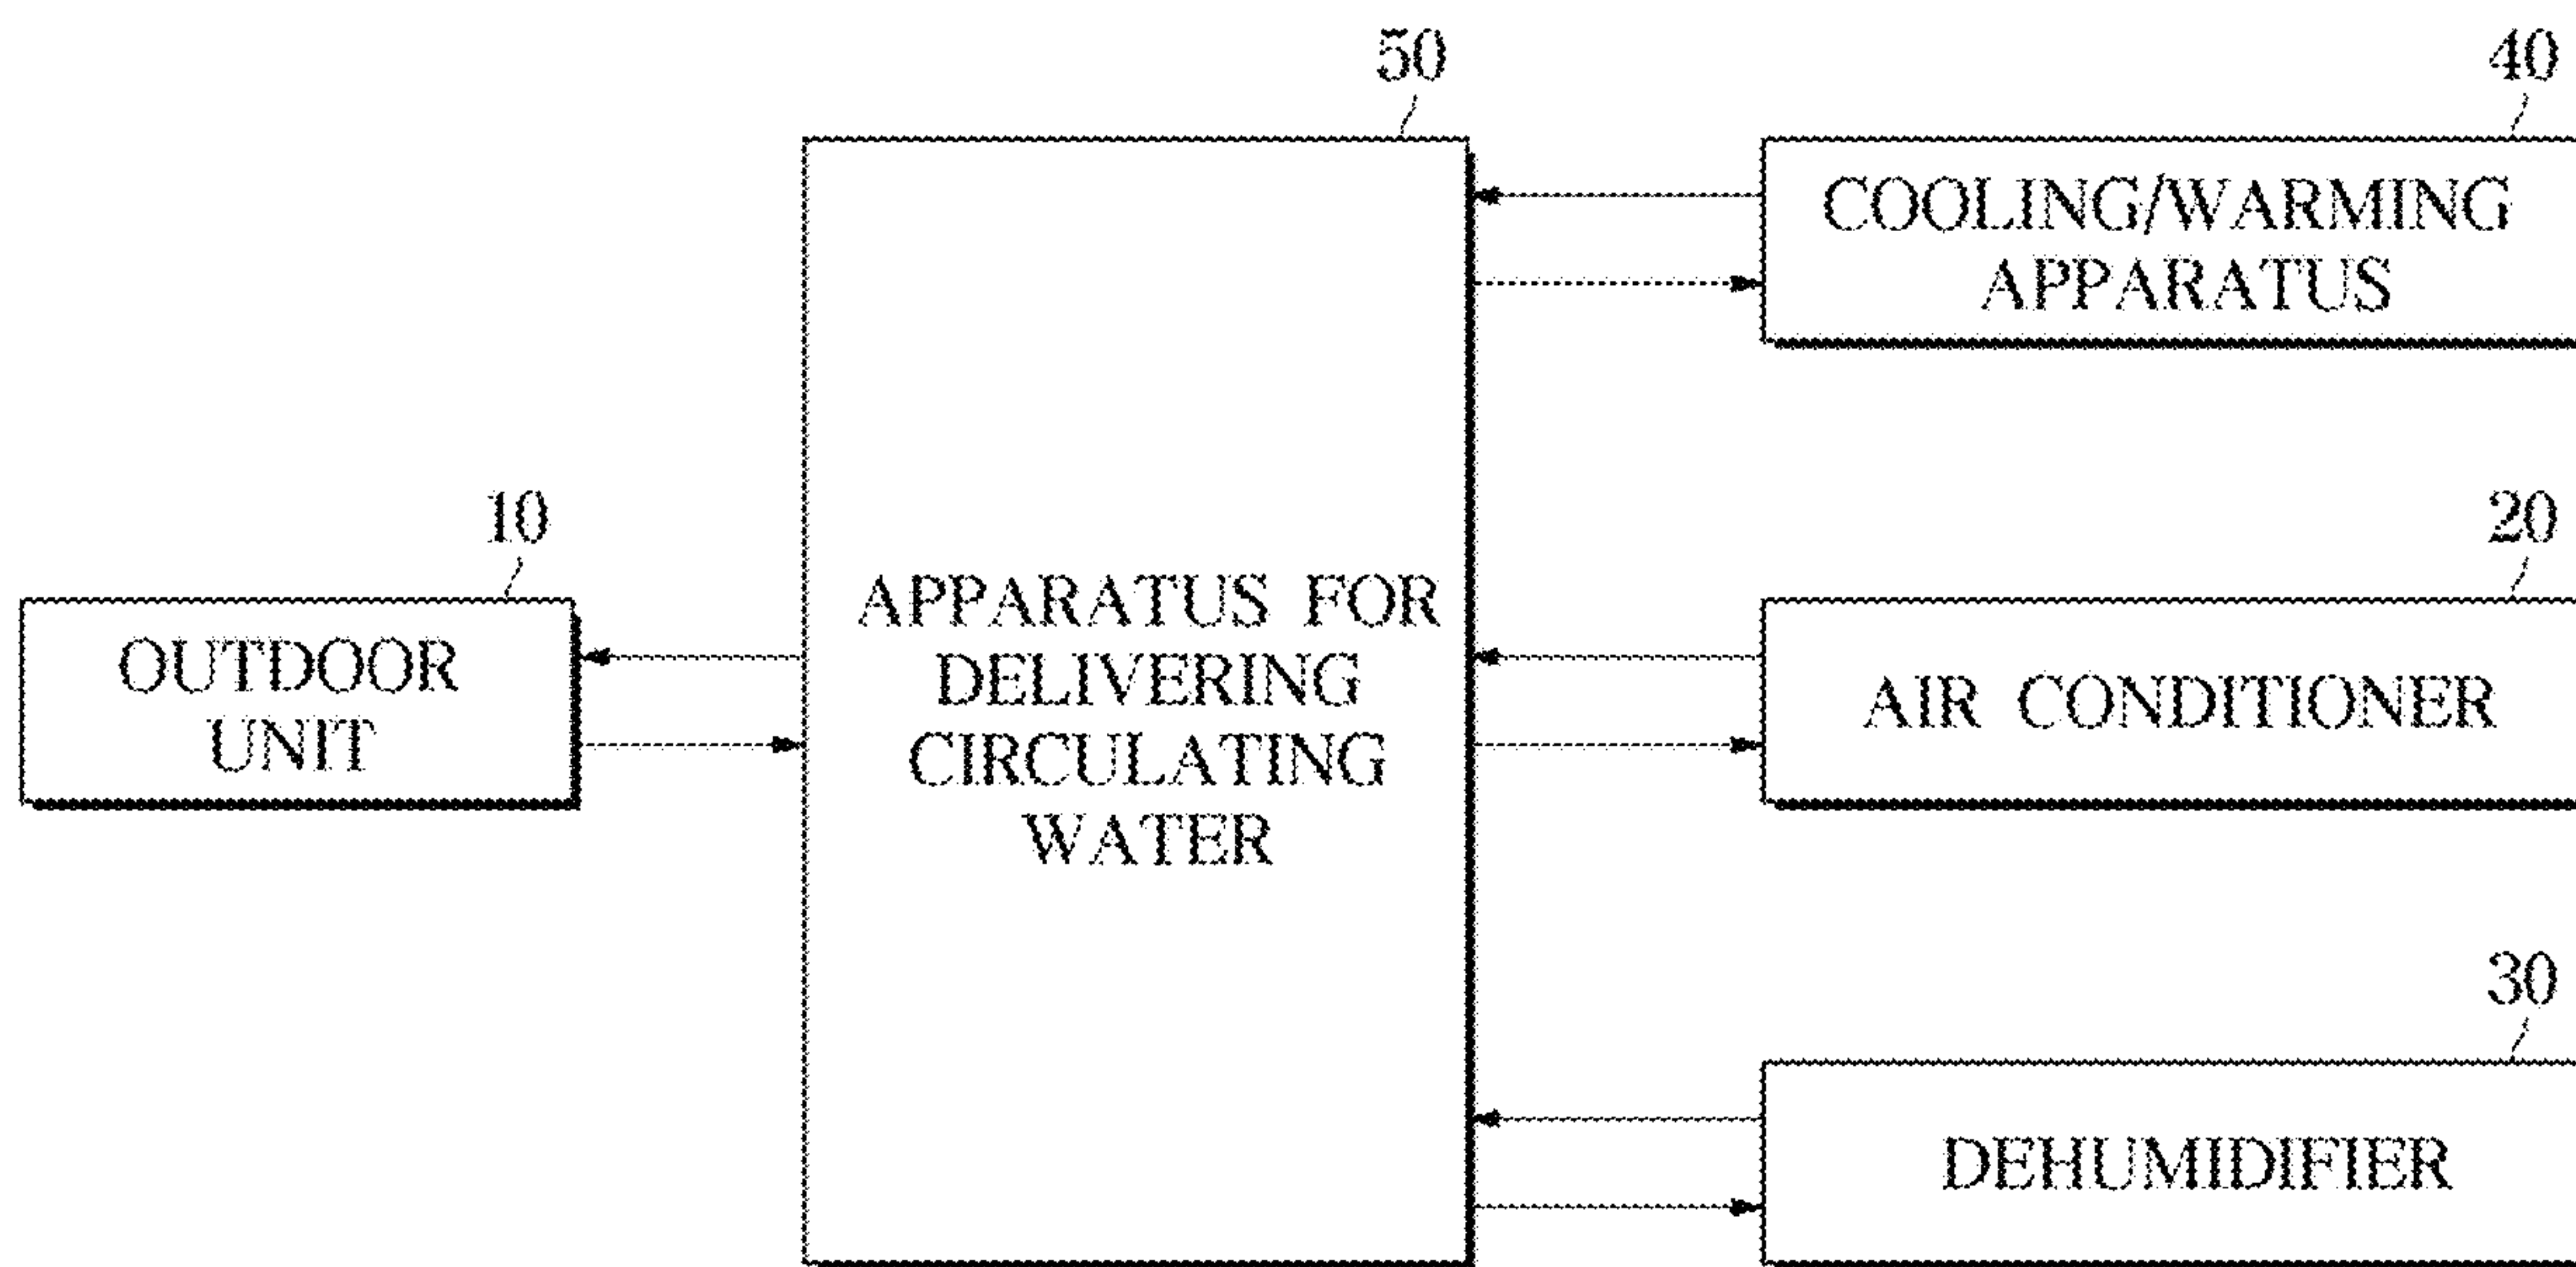 50
40
COOLING/WARMING
APPARATUS
10
20
OUTDOOR
UNIT
APPARATUS FOR
DELIVERING
CIRCULATING
WATER
AIR CONDITIONER
30
DEHUMIDIFIER